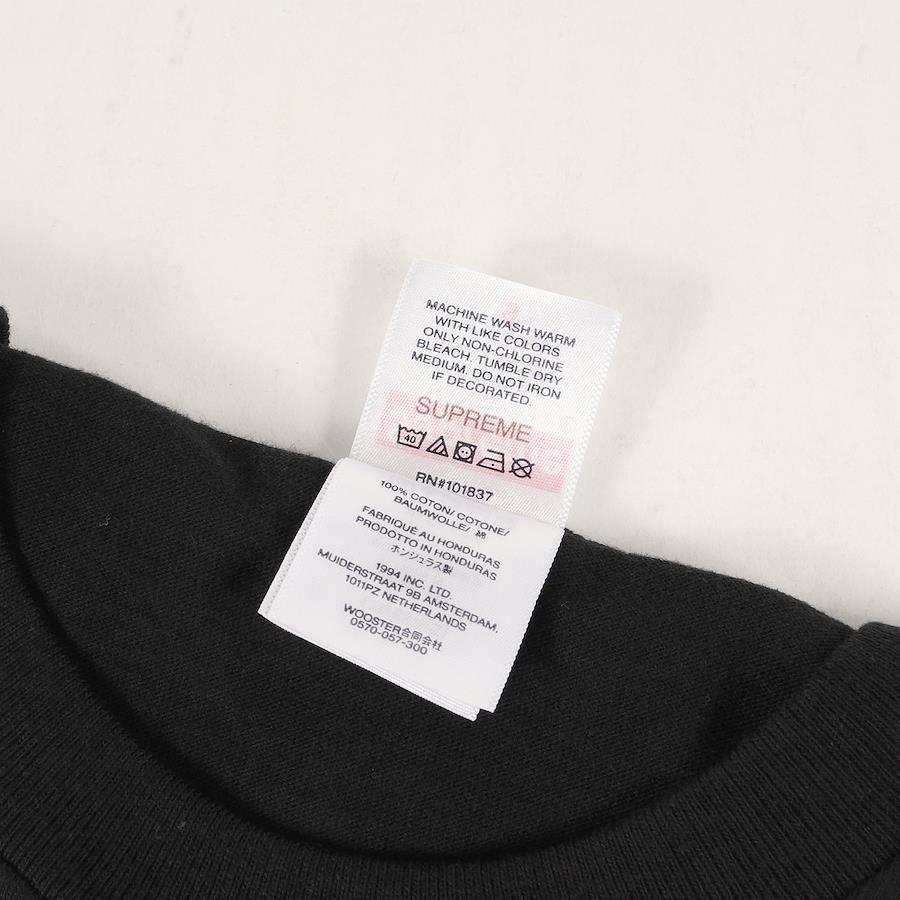 MACHINE WASH WARM
WITH LIKE COLORS
ONLY NON-CHLORINE
BLEACH. TUMBLE DRY
MEDIUM. DO NOT IRON
IF DECORATED.
SUPREME
40
RN#101837
100% COTON/ COTONE/
BAUMWOLLE/ 綿
FABRIQUÉ AU HONDURAS
PRODOTTO IN HONDURAS
ホンジュラス製
1994 INC. LTD.
MUIDERSTRAAT 9B AMSTERDAM,
1011PZ NETHERLANDS
WOOSTER合同会社
0570-057-300